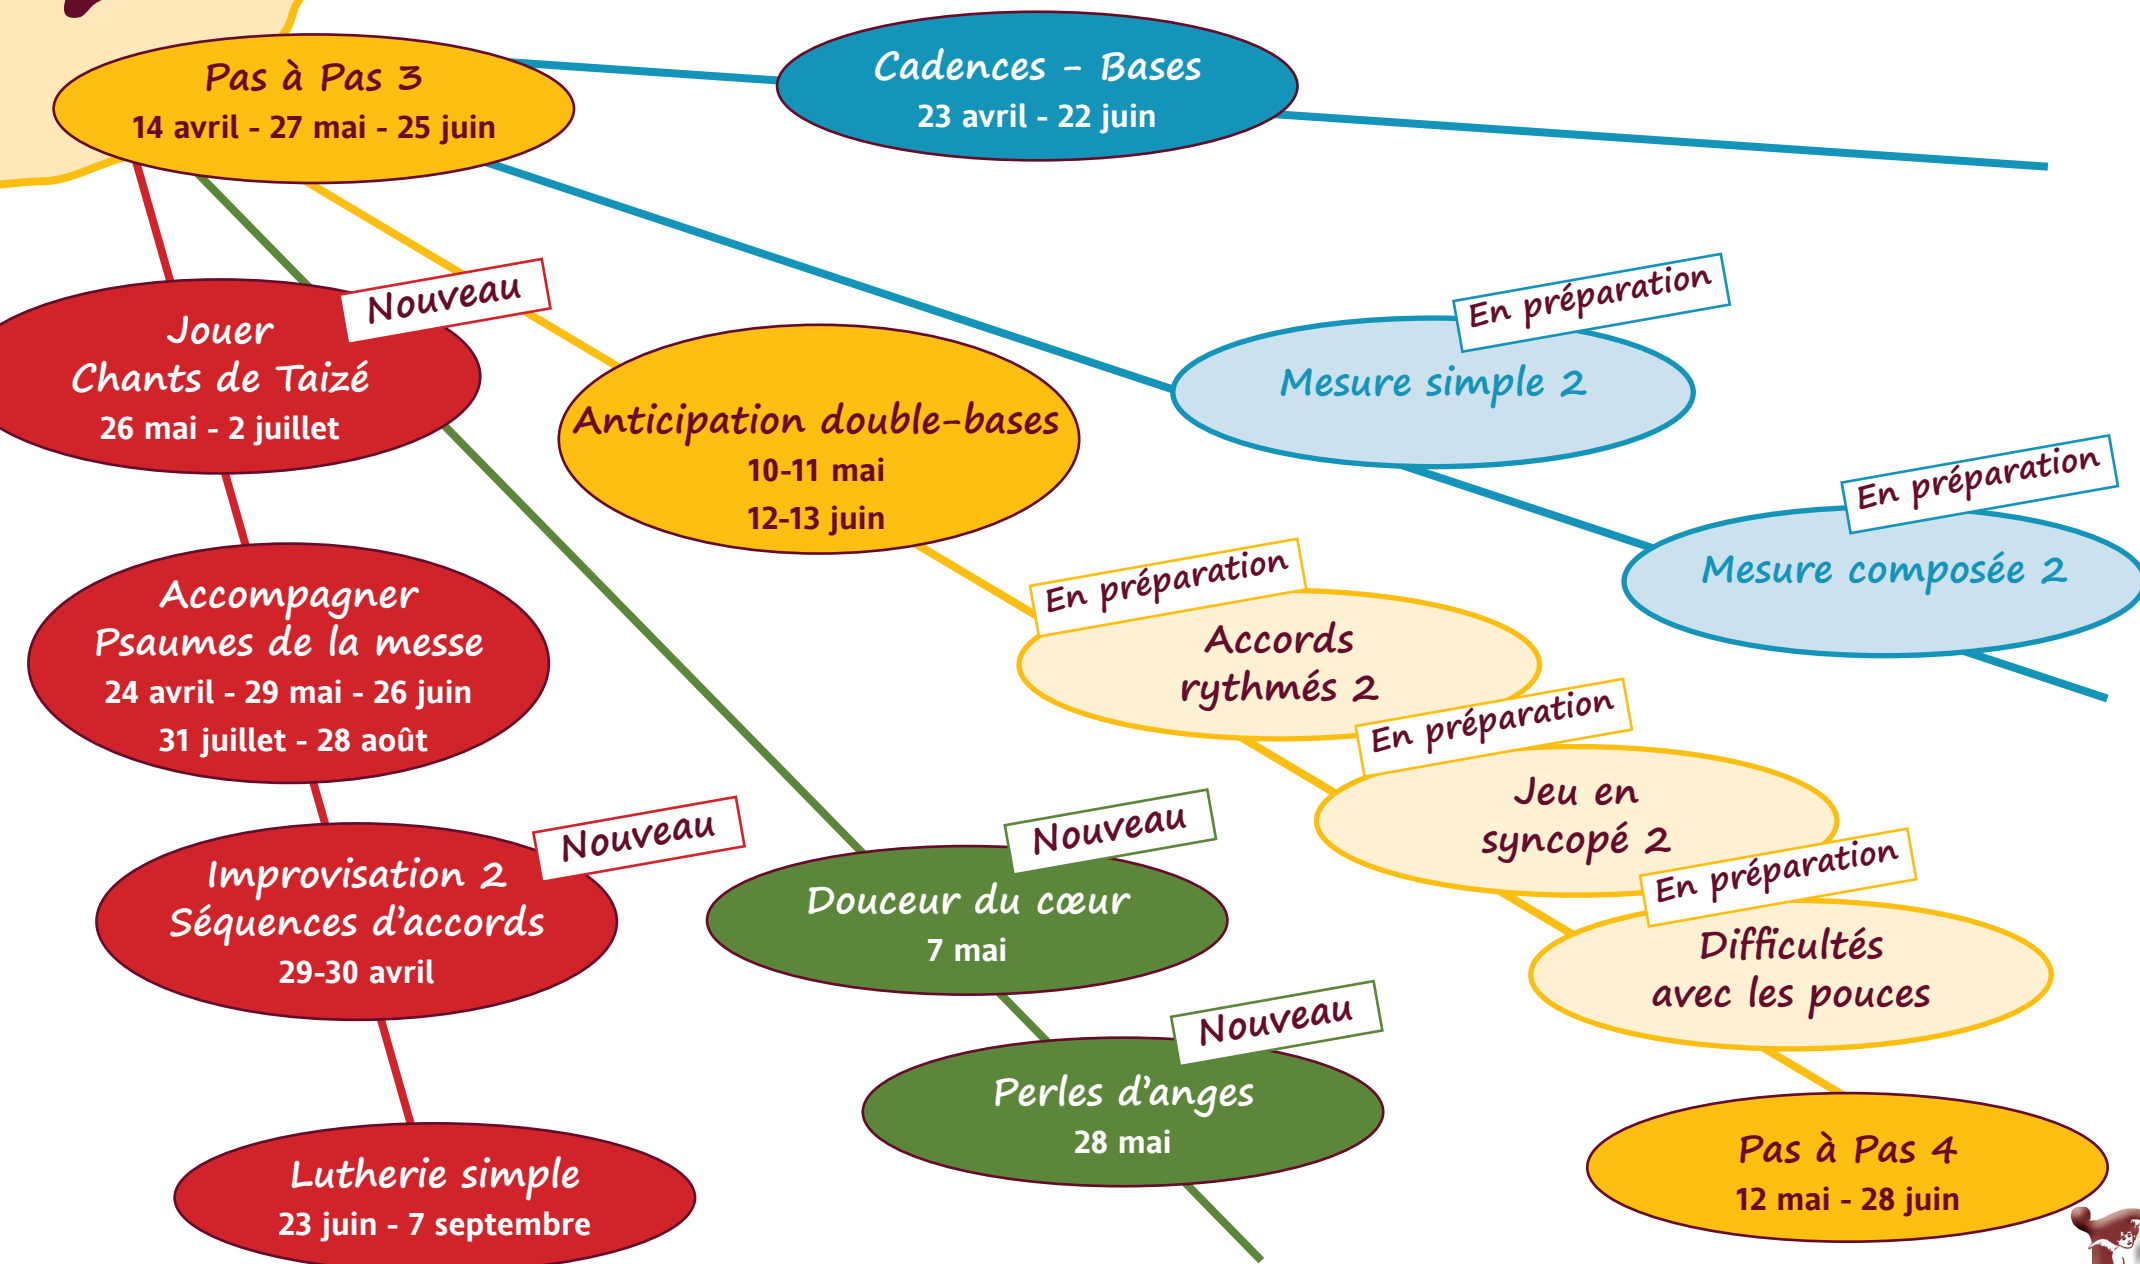 Pas à Pas 3
14 avril - 27 mai - 25 juin
Cadences - Bases
23 avril - 22 juin
Nouveau
Jouer
Chants de Taizé
26 mai - 2 juillet
En préparation
Mesure simple 2
Anticipation double-bases
10-11 mai
12-13 juin
En préparation
Mesure composée 2
Accompagner
Psaumes de la messe
24 avril - 29 mai - 26 juin
31 juillet - 28 août
En préparation
Accords
rythmés 2
En préparation
Jeu en
syncopé 2
Nouveau
Improvisation 2
Séquences d'accords
29-30 avril
Nouveau
Douceur du cœur
7 mai
En préparation
Difficultés
avec les pouces
Nouveau
Perles d'anges
28 mai
Lutherie simple
23 juin - 7 septembre
Pas à Pas 4
12 mai - 28 juin